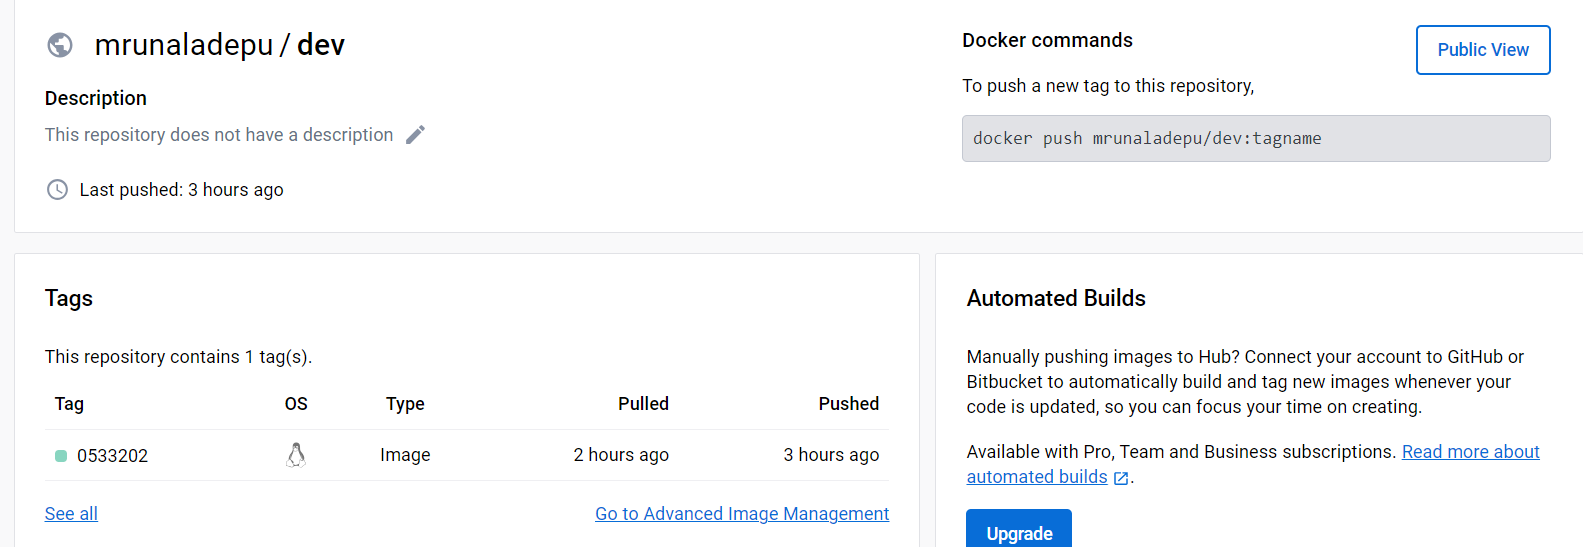 mrunaladepu / dev
Description
This repository does not have a description
Last pushed: 3 hours ago
Docker commands
Public View
To push a new tag to this repository,
docker push mrunaladepu/dev:tagname
Tags
This repository contains 1 tag(s).
Tag OS Type Pulled Pushed
0533202 Image 2 hours ago 3 hours ago
See all Go to Advanced Image Management
Automated Builds
Manually pushing images to Hub? Connect your account to GitHub or
Bitbucket to automatically build and tag new images whenever your
code is updated, so you can focus your time on creating.
Available with Pro, Team and Business subscriptions. Read more about
automated builds .
Upgrade